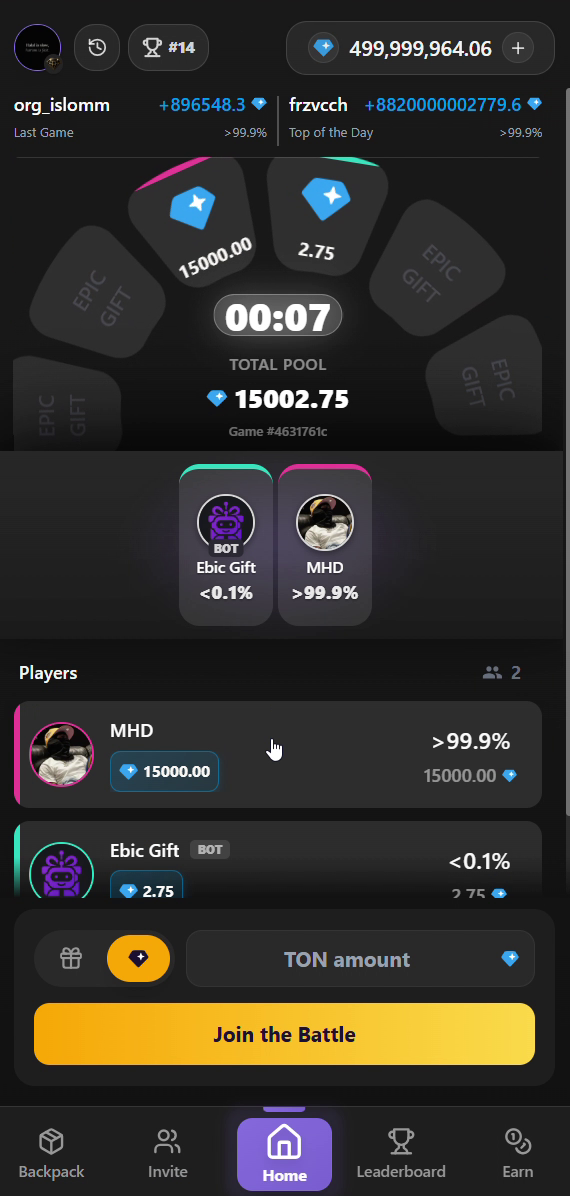 #14
499,999,964.06
org_islomm +896548.3
Last Game >99.9%
frzvcch +8820000002779.6
Top of the Day >99.9%
15000.00
2.75
EPIC GIFT
EPIC GIFT
EPIC GIFT
EPIC GIFT
00:07
TOTAL POOL
15002.75
Game #4631761c
BOT
Ebic Gift
<0.1%
MHD
>99.9%
Players 2
MHD
15000.00
>99.9%
15000.00
Ebic Gift BOT
2.75
<0.1%
2.75
TON amount
Join the Battle
Backpack
Invite
Home
Leaderboard
Earn